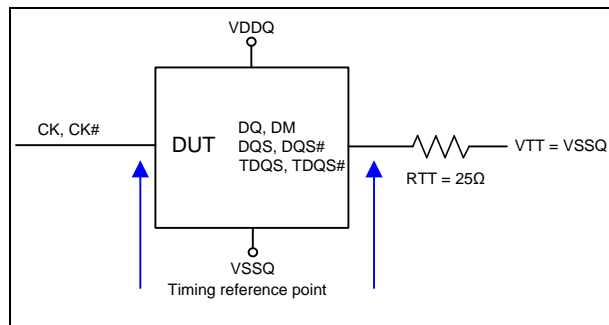 VDDQ
CK, CK#
DUT
DQ, DM
DQS, DQS#
TDQS, TDQS#
VTT = VSSQ
RTT = 25Ω
VSSQ
Timing reference point